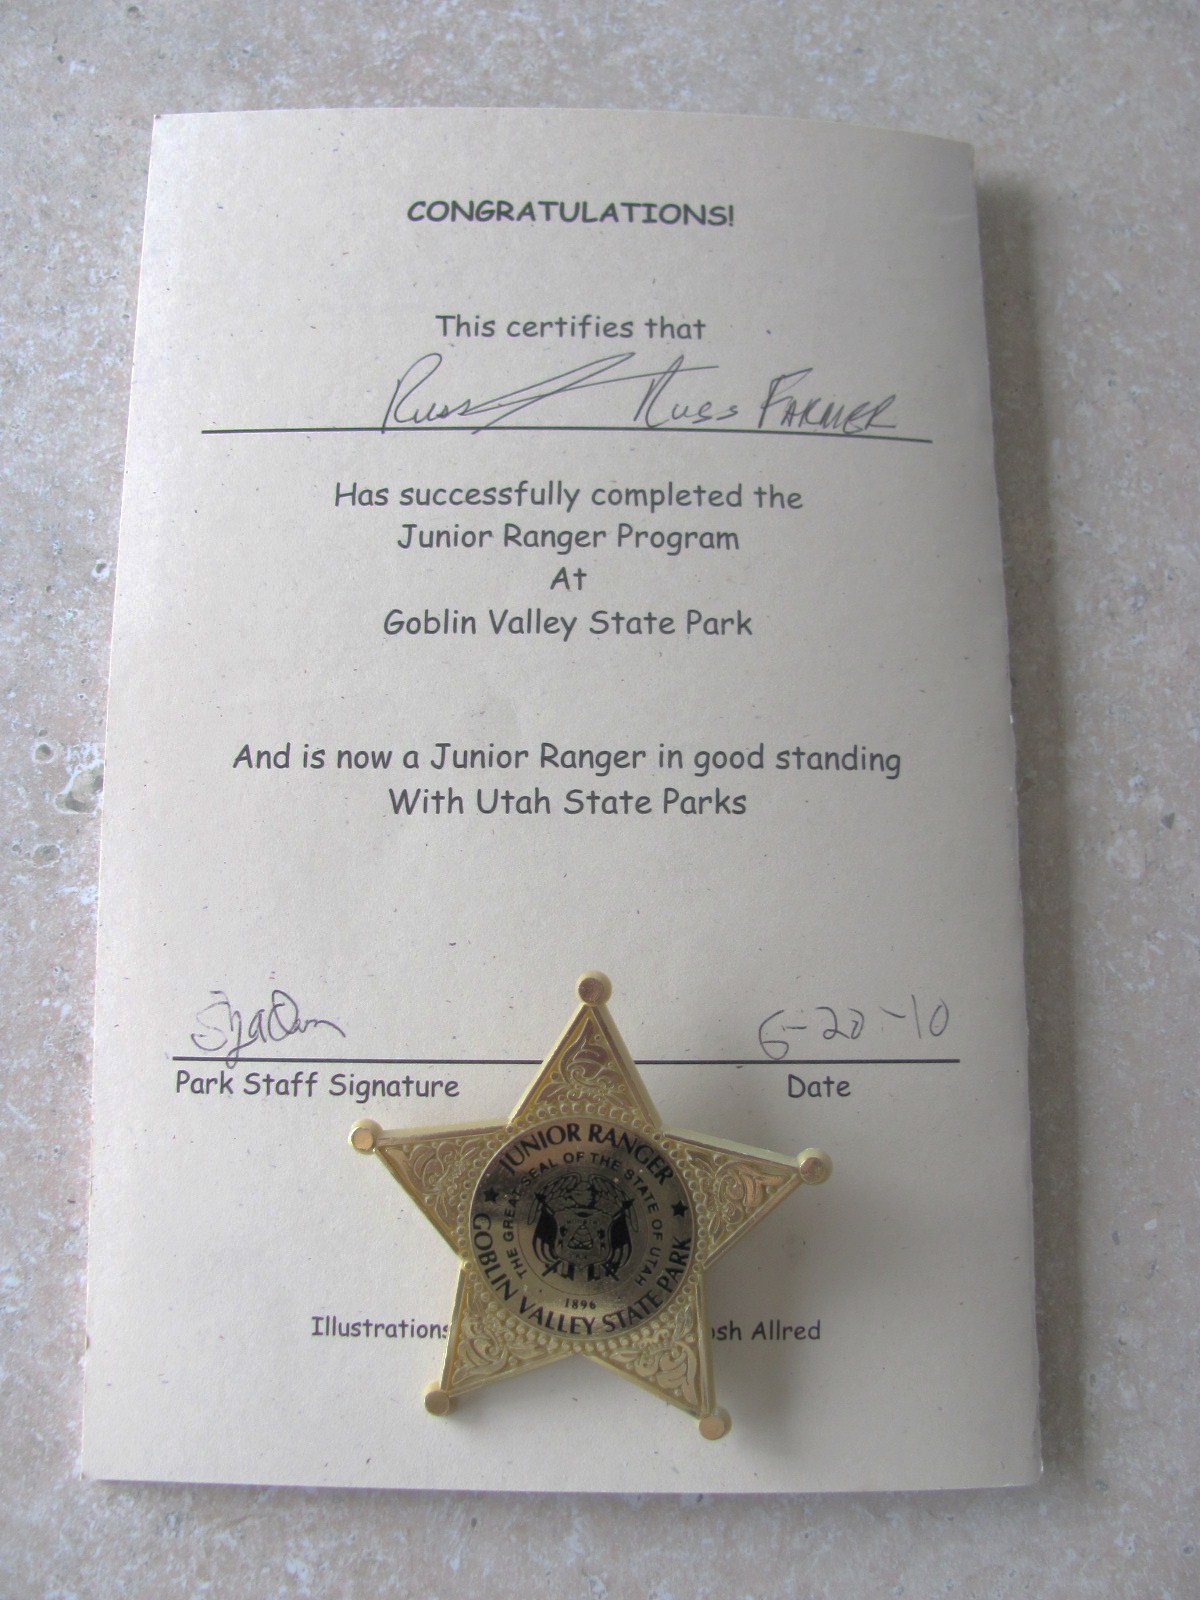 CONGRATULATIONS!
This certifies that
Russ Russ FARMER
Has successfully completed the
Junior Ranger Program
At
Goblin Valley State Park
And is now a Junior Ranger in good standing
With Utah State Parks
6-20-10
Park Staff Signature
Date
JUNIOR RANGER
THE GREAT SEAL OF THE STATE OF UTAH
1896
GOBLIN VALLEY STATE PARK
Illustrations Allred